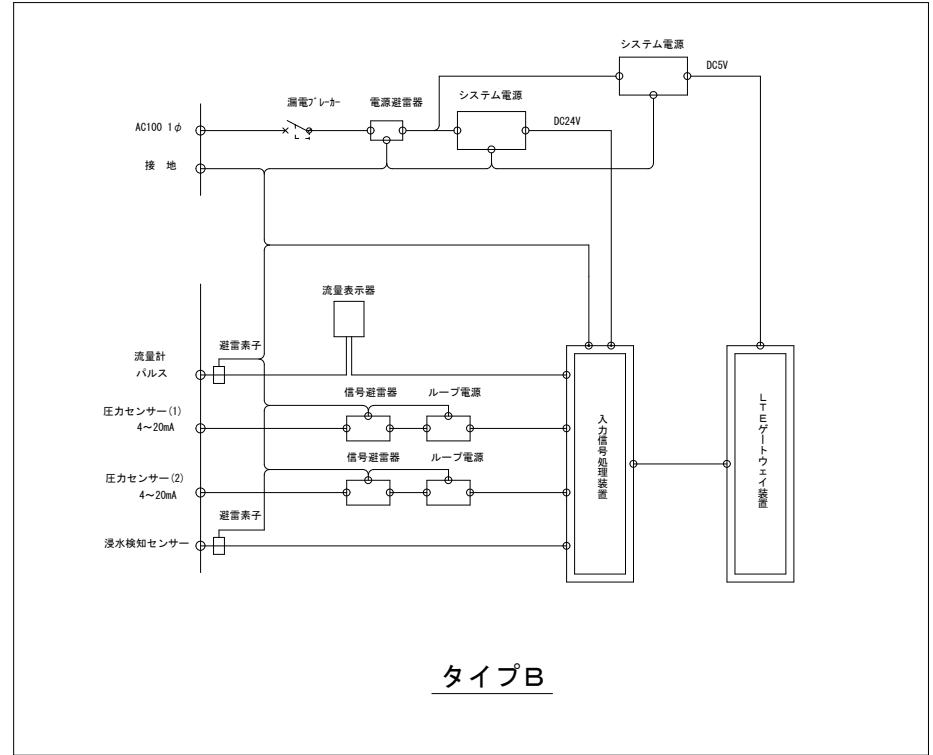 システム電源
DC5V
漏電ﾌﾞﾚｰｶｰ
電源避雷器
システム電源
AC100 1φ
DC24V
接 地
流量表示器
流量計
パルス
避雷素子
圧力センサー(1)
4～20mA
信号避雷器
ループ電源
圧力センサー(2)
4～20mA
信号避雷器
ループ電源
避雷素子
浸水検知センサー
入力信号処理装置
LTEゲートウェイ装置
タイプB